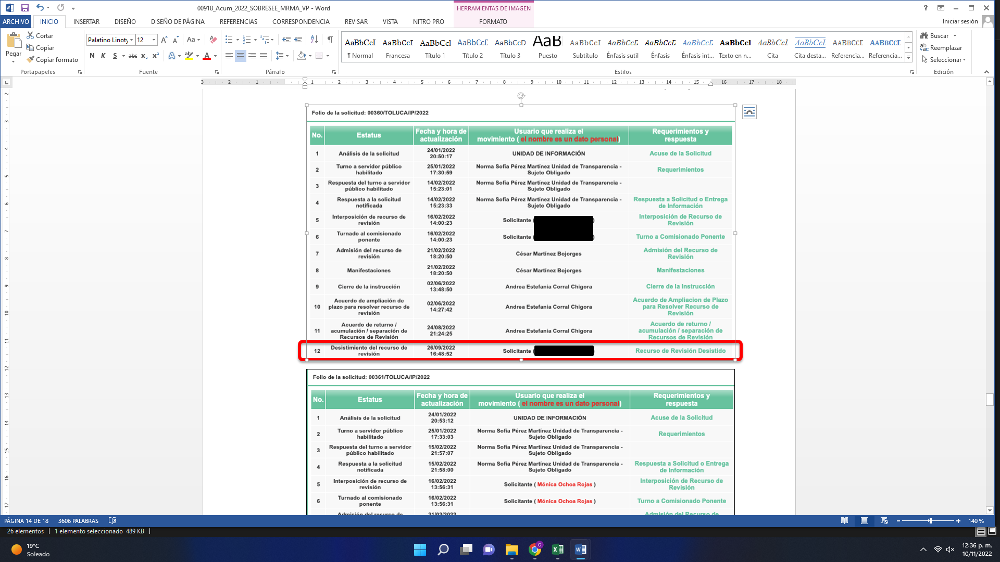 00918_Acum_2022_SOBRESEE_MRMA_VP - Word
HERRAMIENTAS DE IMAGEN
ARCHIVO INICIO INSERTAR DISEÑO DISEÑO DE PÁGINA REFERENCIAS CORRESPONDENCIA REVISAR VISTA NITRO PRO FORMATO Iniciar sesión
Pegar
Cortar
Copiar
Copiar formato
Palatino Linoty 12
N K S abc x₂ x²
AaBbCcI AaBbCcD AaBbCcI AaBbCcD AaBbCcD AaB AaBbCcI AaBbCcD AaBbCcD AaBbCcD AaBbCcI AaBbCcI AaBbCcI AABBCCI AABBCCI
¶ Normal Francesa Título 1 Título 2 Título 3 Puesto Subtítulo Énfasis sutil Énfasis Énfasis int... Texto en n... Cita Cita desta... Referencia... Referencia...
Buscar
Reemplazar
Seleccionar
Portapapeles Fuente Párrafo Estilos Edición
3 2 1 1 2 3 4 5 6 7 8 9 10 11 12 13 14 15 16 17 18
Folio de la solicitud: 00360/TOLUCA/IP/2022
No. Estatus Fecha y hora de actualización Usuario que realiza el movimiento ( el nombre es un dato personal) Requerimientos y respuesta
1 Análisis de la solicitud 24/01/2022 20:50:17 UNIDAD DE INFORMACIÓN Acuse de la Solicitud
2 Turno a servidor público habilitado 25/01/2022 17:30:59 Norma Sofía Pérez Martínez Unidad de Transparencia - Sujeto Obligado Requerimientos
3 Respuesta del turno a servidor público habilitado 14/02/2022 15:23:01 Norma Sofía Pérez Martínez Unidad de Transparencia - Sujeto Obligado
4 Respuesta a la solicitud notificada 14/02/2022 15:23:33 Norma Sofía Pérez Martínez Unidad de Transparencia - Sujeto Obligado Respuesta a Solicitud o Entrega de Información
5 Interposición de recurso de revisión 16/02/2022 14:00:23 Solicitante ( ) Interposición de Recurso de Revisión
6 Turnado al comisionado ponente 16/02/2022 14:00:23 Solicitante ( ) Turno a Comisionado Ponente
7 Admisión del recurso de revisión 21/02/2022 18:20:50 César Martínez Bojorges Admisión del Recurso de Revisión
8 Manifestaciones 21/02/2022 18:20:50 César Martínez Bojorges Manifestaciones
9 Cierre de la instrucción 02/06/2022 13:48:50 Andrea Estefania Corral Chigora Cierre de la Instrucción
10 Acuerdo de ampliación de plazo para resolver recurso de revisión 02/06/2022 14:27:42 Andrea Estefania Corral Chigora Acuerdo de Ampliacion de Plazo para Resolver Recurso de Revisión
11 Acuerdo de returno / acumulación / separación de Recursos de Revisión 24/08/2022 21:24:25 Andrea Estefania Corral Chigora Acuerdo de returno / acumulación / separación de Recursos de Revisión
12 Desistimiento del recurso de revisión 26/09/2022 16:48:52 Solicitante ( ) Recurso de Revisión Desistido
Folio de la solicitud: 00361/TOLUCA/IP/2022
No. Estatus Fecha y hora de actualización Usuario que realiza el movimiento ( el nombre es un dato personal) Requerimientos y respuesta
1 Análisis de la solicitud 24/01/2022 20:53:12 UNIDAD DE INFORMACIÓN Acuse de la Solicitud
2 Turno a servidor público habilitado 25/01/2022 17:33:03 Norma Sofía Pérez Martínez Unidad de Transparencia - Sujeto Obligado Requerimientos
3 Respuesta del turno a servidor público habilitado 15/02/2022 21:57:07 Norma Sofía Pérez Martínez Unidad de Transparencia - Sujeto Obligado
4 Respuesta a la solicitud notificada 15/02/2022 21:58:00 Norma Sofía Pérez Martínez Unidad de Transparencia - Sujeto Obligado Respuesta a Solicitud o Entrega de Información
5 Interposición de recurso de revisión 16/02/2022 13:56:31 Solicitante ( Mónica Ochoa Rojas ) Interposición de Recurso de Revisión
6 Turnado al comisionado ponente 16/02/2022 13:56:31 Solicitante ( Mónica Ochoa Rojas ) Turno a Comisionado Ponente
Admisión del recurso de 21/02/2022 Admisión del Recurso de
PÁGINA 14 DE 18 3606 PALABRAS 140 %
26 elementos 1 elemento seleccionado 489 KB
19°C
Soleado
12:36 p. m.
10/11/2022